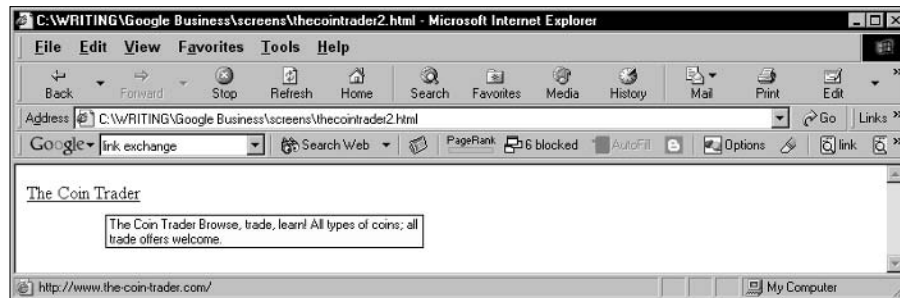 C:\WRITING\Google Business\screens\thecointrader2.html - Microsoft Internet Explorer
File Edit View Favorites Tools Help
Back Forward Stop Refresh Home Search Favorites Media History Mail Print Edit »
Address C:\WRITING\Google Business\screens\thecointrader2.html Go Links »
Google link exchange Search Web PageRank 6 blocked AutoFill Options link »
The Coin Trader
The Coin Trader Browse, trade, learn! All types of coins; all
trade offers welcome.
http://www.the-coin-trader.com/ My Computer